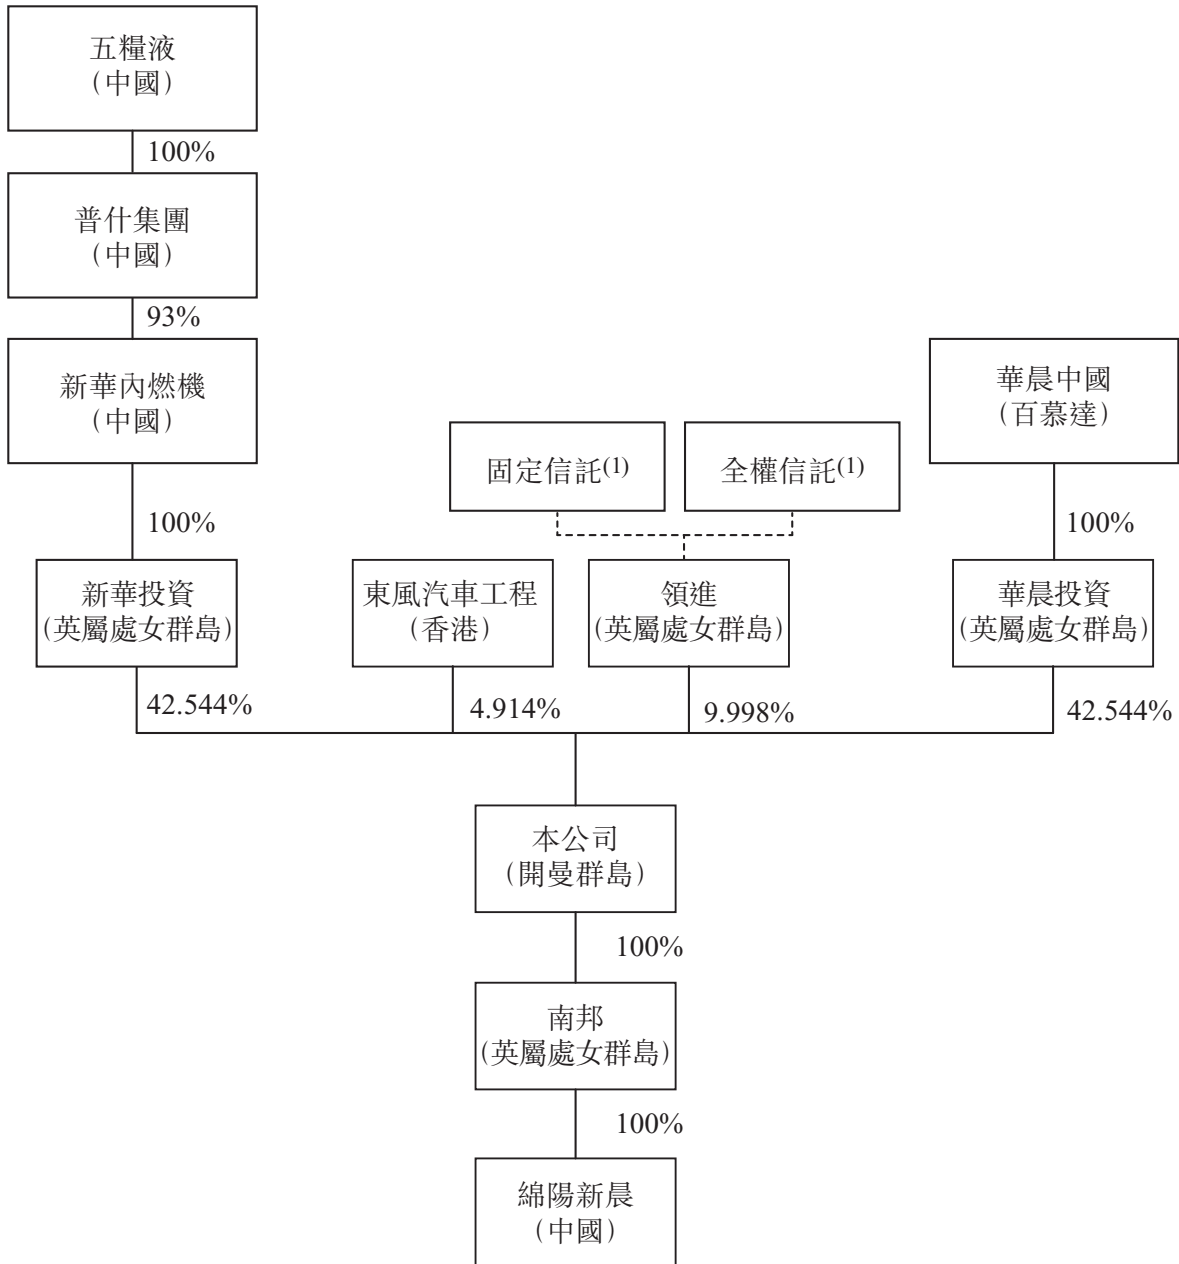 五糧液
（中國）
100%
普什集團
（中國）
93%
新華內燃機
（中國）
華晨中國
（百慕達）
固定信託(1)
全權信託(1)
100%
100%
新華投資
（英屬處女群島）
東風汽車工程
（香港）
領進
（英屬處女群島）
華晨投資
（英屬處女群島）
42.544%
4.914%
9.998%
42.544%
本公司
（開曼群島）
100%
南邦
（英屬處女群島）
100%
綿陽新晨
（中國）